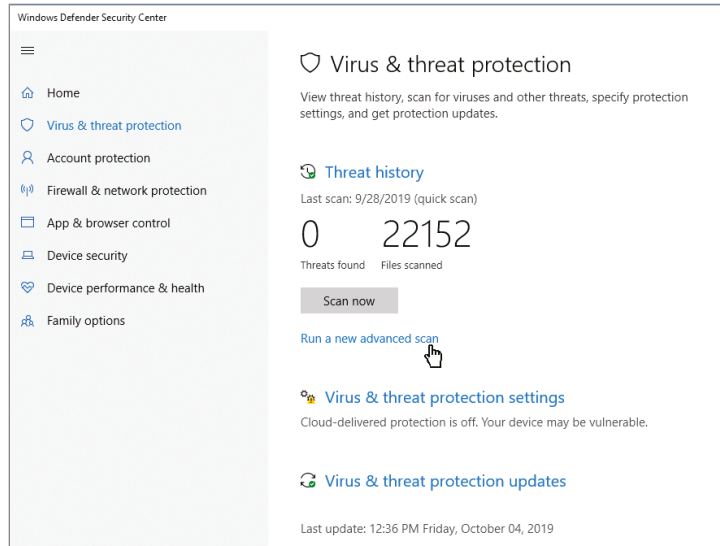 Windows Defender Security Center
Home
Virus & threat protection
Account protection
Firewall & network protection
App & browser control
Device security
Device performance & health
Family options
Virus & threat protection
View threat history, scan for viruses and other threats, specify protection
settings, and get protection updates.
Threat history
Last scan: 9/28/2019 (quick scan)
0 22152
Threats found Files scanned
Scan now
Run a new advanced scan
Virus & threat protection settings
Cloud-delivered protection is off. Your device may be vulnerable.
Virus & threat protection updates
Last update: 12:36 PM Friday, October 04, 2019